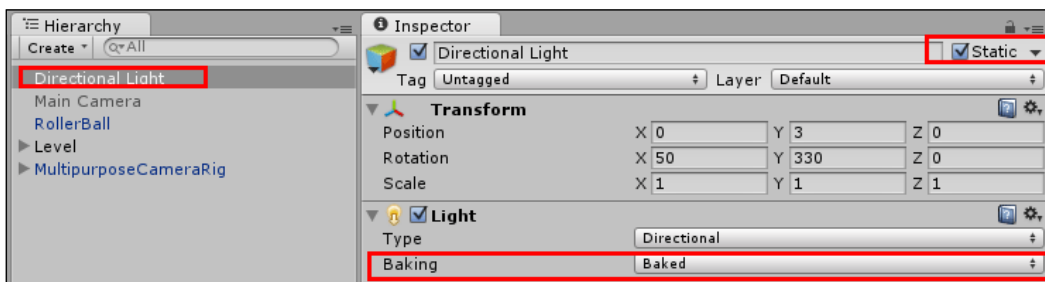 Hierarchy
Create
All
Directional Light
Main Camera
RollerBall
Level
MultipurposeCameraRig
Inspector
Directional Light
Static
Tag Untagged Layer Default
Transform
Position X 0 Y 3 Z 0
Rotation X 50 Y 330 Z 0
Scale X 1 Y 1 Z 1
Light
Type Directional
Baking Baked